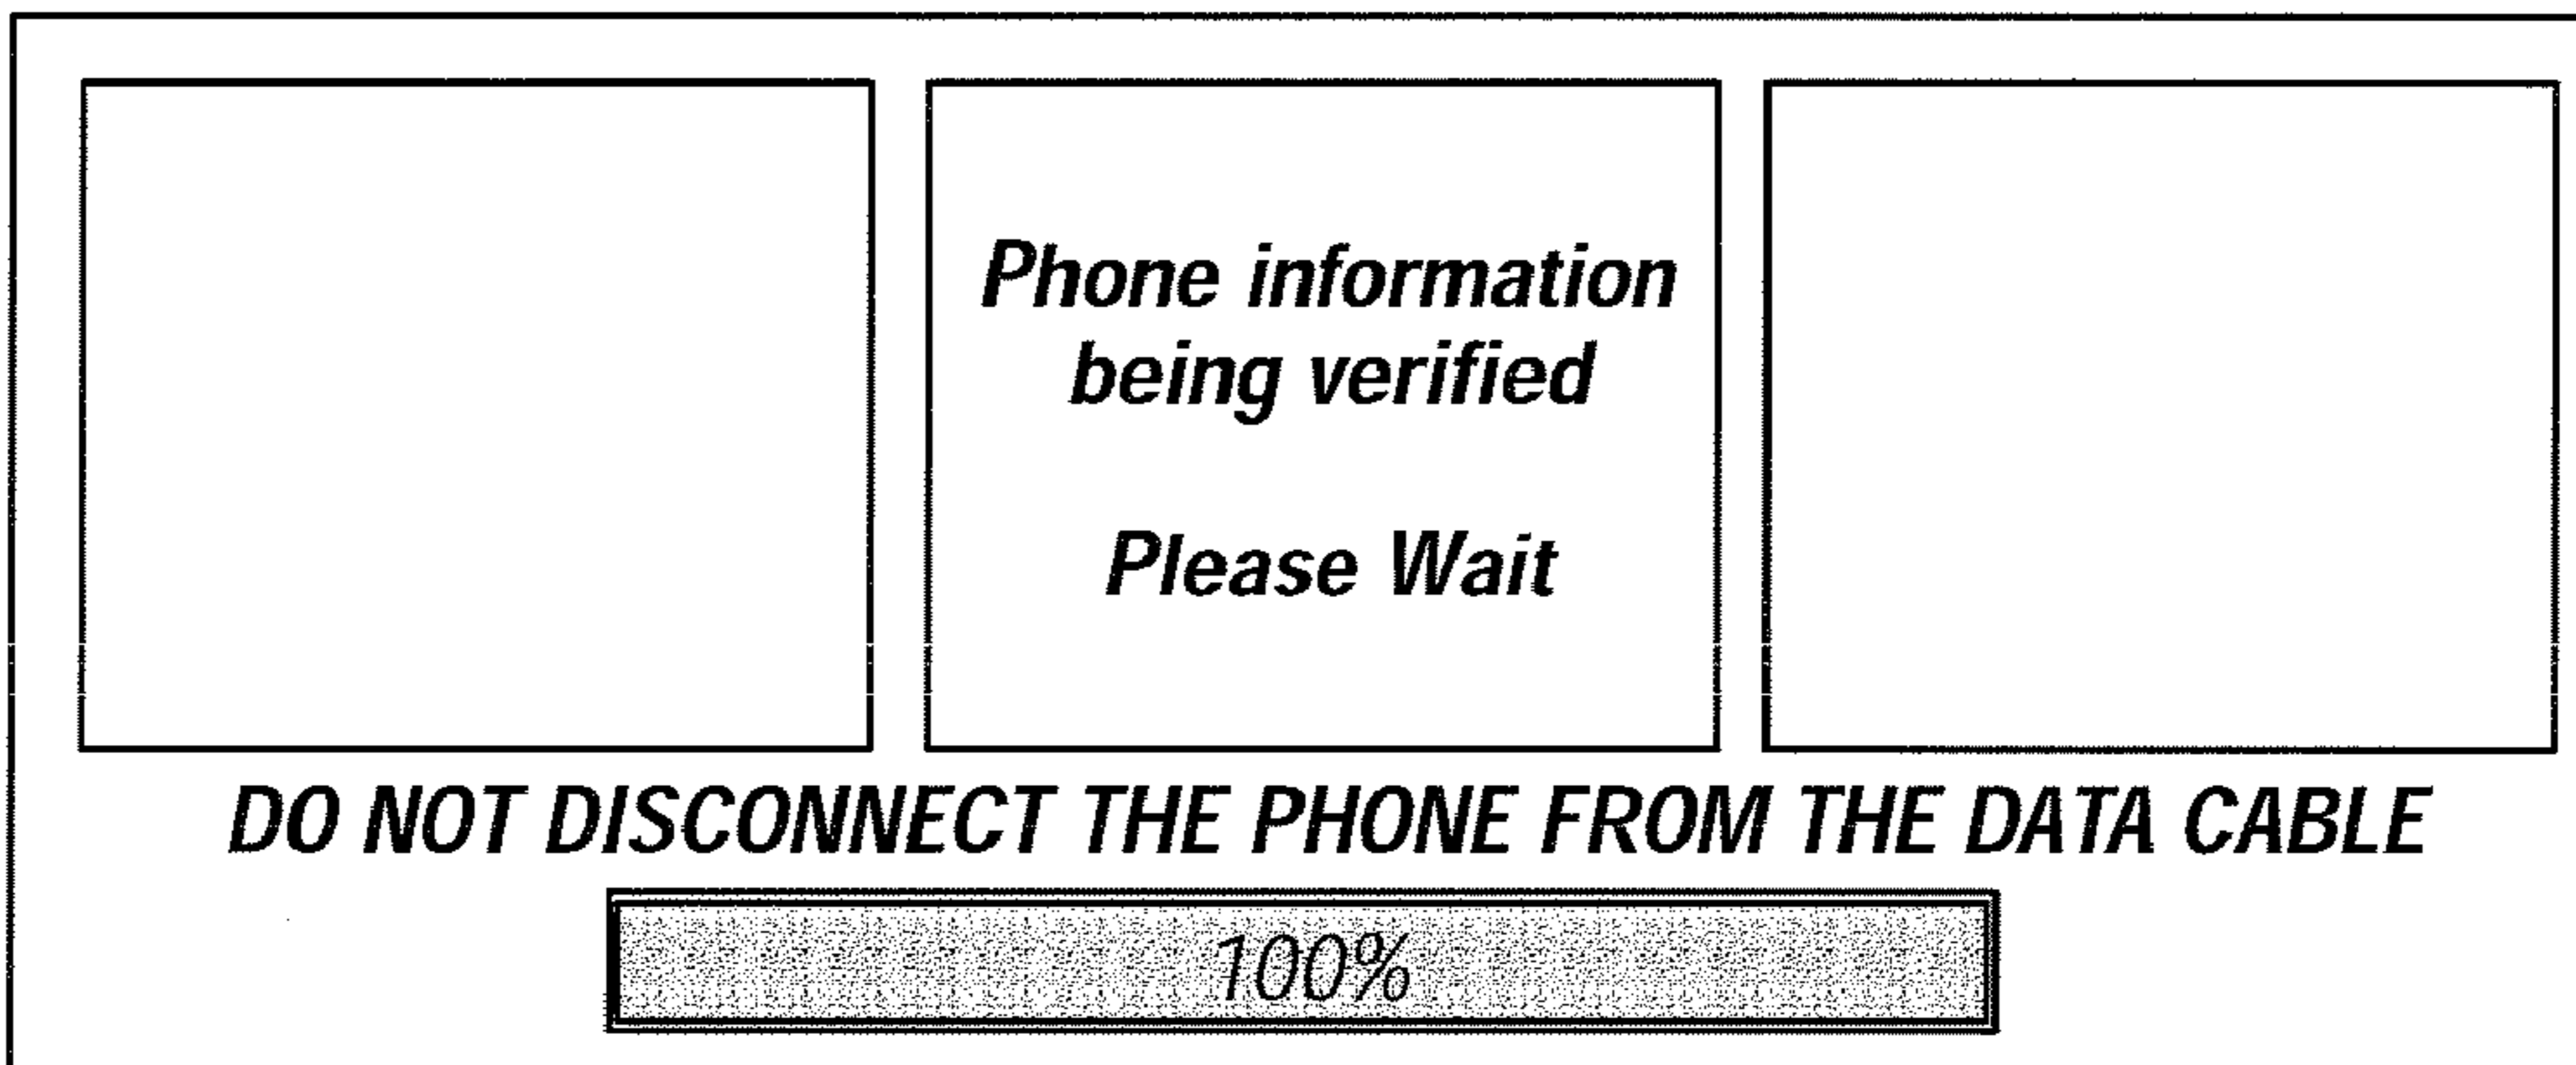 Phone information
being verified
Please Wait
DO NOT DISCONNECT THE PHONE FROM THE DATA CABLE
100%